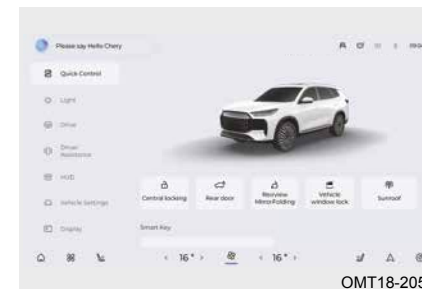 Please say Hello Chery
Quick Control
Light
Drive
Driver
Assistance
HUD
Vehicle Settings
Display
Central locking
Rear door
Rearview
Mirror Folding
Vehicle
window lock
Sunroof
Smart Key
16°
16°
OMT18-205